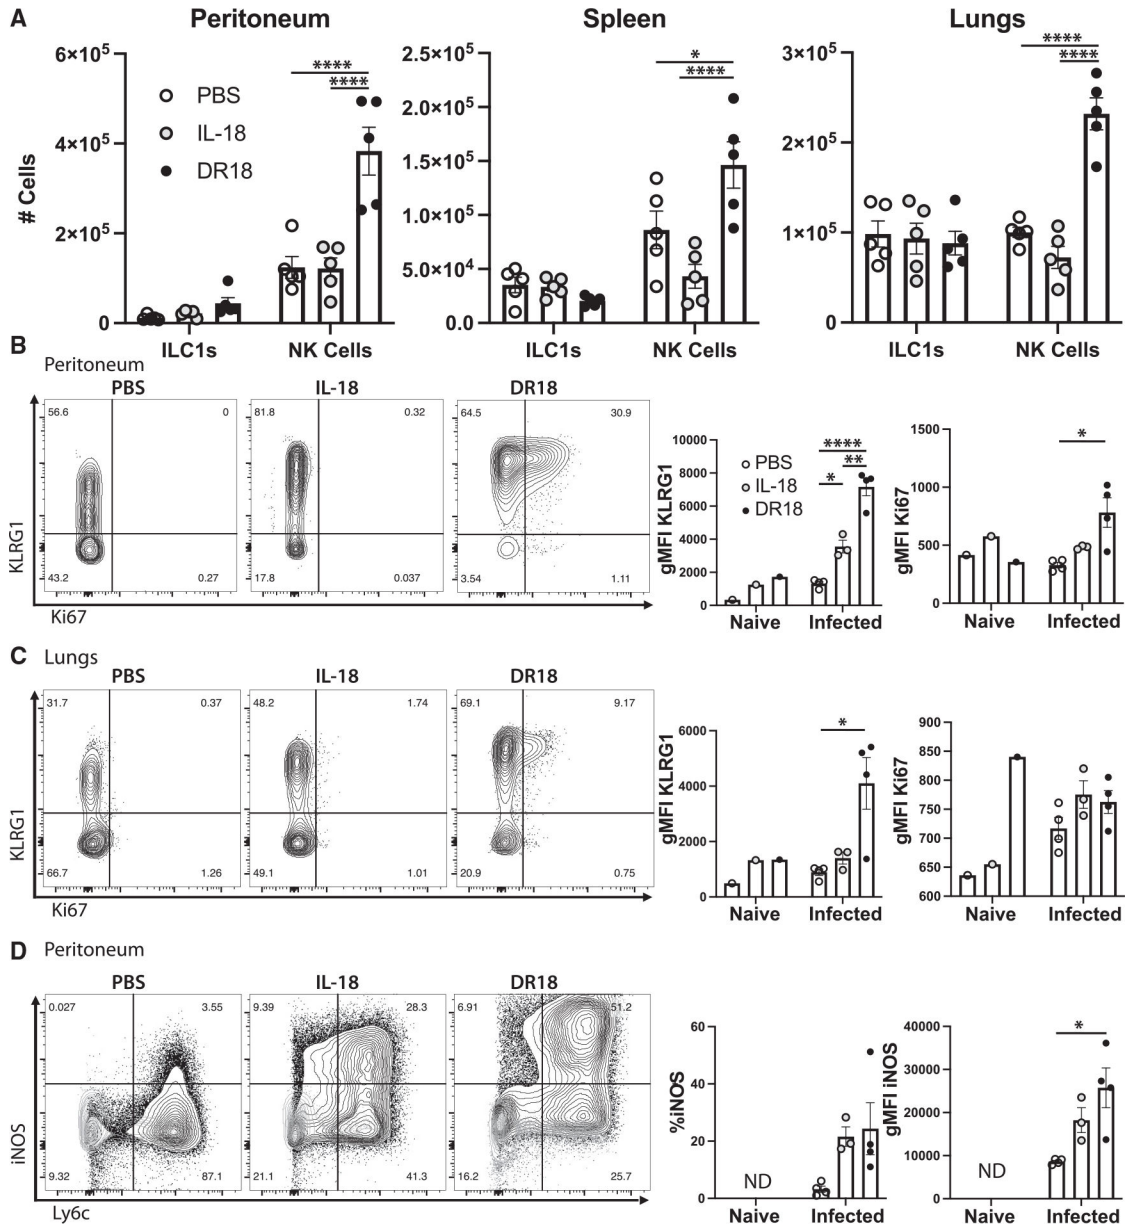 A
Peritoneum
Spleen
Lungs
# Cells
6×10⁵
4×10⁵
2×10⁵
0
PBS
IL-18
DR18
****
****
ILC1s
NK Cells
2.5×10⁵
2.0×10⁵
1.5×10⁵
1.0×10⁵
5.0×10⁴
0.0
*
****
ILC1s
NK Cells
3×10⁵
2×10⁵
1×10⁵
0
****
****
ILC1s
NK Cells
B
Peritoneum
PBS
IL-18
DR18
56.6
0
43.2
0.27
81.8
0.32
17.8
0.037
64.5
30.9
3.54
1.11
KLRG1
Ki67
gMFI KLRG1
10000
8000
6000
4000
2000
0
PBS
IL-18
DR18
****
**
*
Naive
Infected
gMFI Ki67
1500
1000
500
0
*
Naive
Infected
C
Lungs
PBS
IL-18
DR18
31.7
0.37
66.7
1.26
48.2
1.74
49.1
1.01
69.1
9.17
20.9
0.75
KLRG1
Ki67
gMFI KLRG1
6000
4000
2000
0
*
Naive
Infected
gMFI Ki67
900
850
800
750
700
650
600
Naive
Infected
D
Peritoneum
PBS
IL-18
DR18
0.027
3.55
9.32
87.1
9.39
28.3
21.1
41.3
6.91
51.2
16.2
25.7
iNOS
Ly6c
%iNOS
60
40
20
0
ND
Naive
Infected
gMFI iNOS
40000
30000
20000
10000
0
*
ND
Naive
Infected